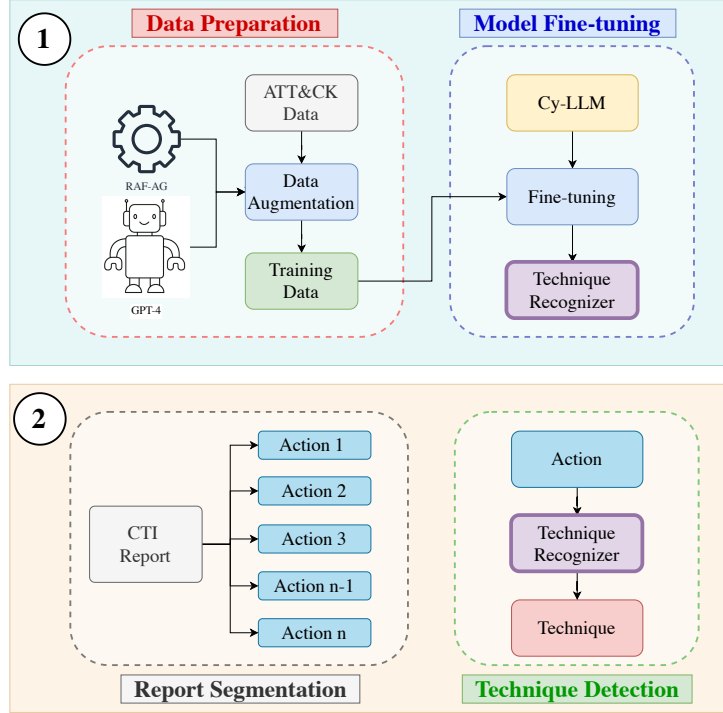 1
Data Preparation
Model Fine-tuning
ATT&CK
Data
RAF-AG
GPT-4
Data
Augmentation
Training
Data
Cy-LLM
Fine-tuning
Technique
Recognizer
2
CTI
Report
Action 1
Action 2
Action 3
Action n-1
Action n
Report Segmentation
Action
Technique
Recognizer
Technique
Technique Detection